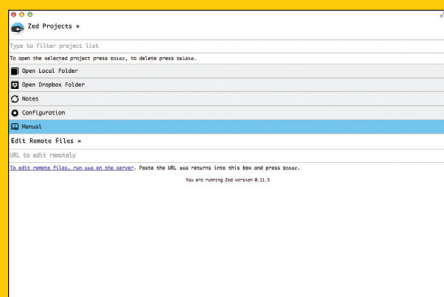 Zed Projects »
Type to filter project list
To open the selected project press Enter, to delete press Delete.
Open Local Folder
Open Dropbox Folder
Notes
Configuration
Manual
Edit Remote Files »
URL to edit remotely
To edit remote files, run zed on the server. Paste the URL zed returns into this box and press Enter.
You are running Zed version 0.11.3